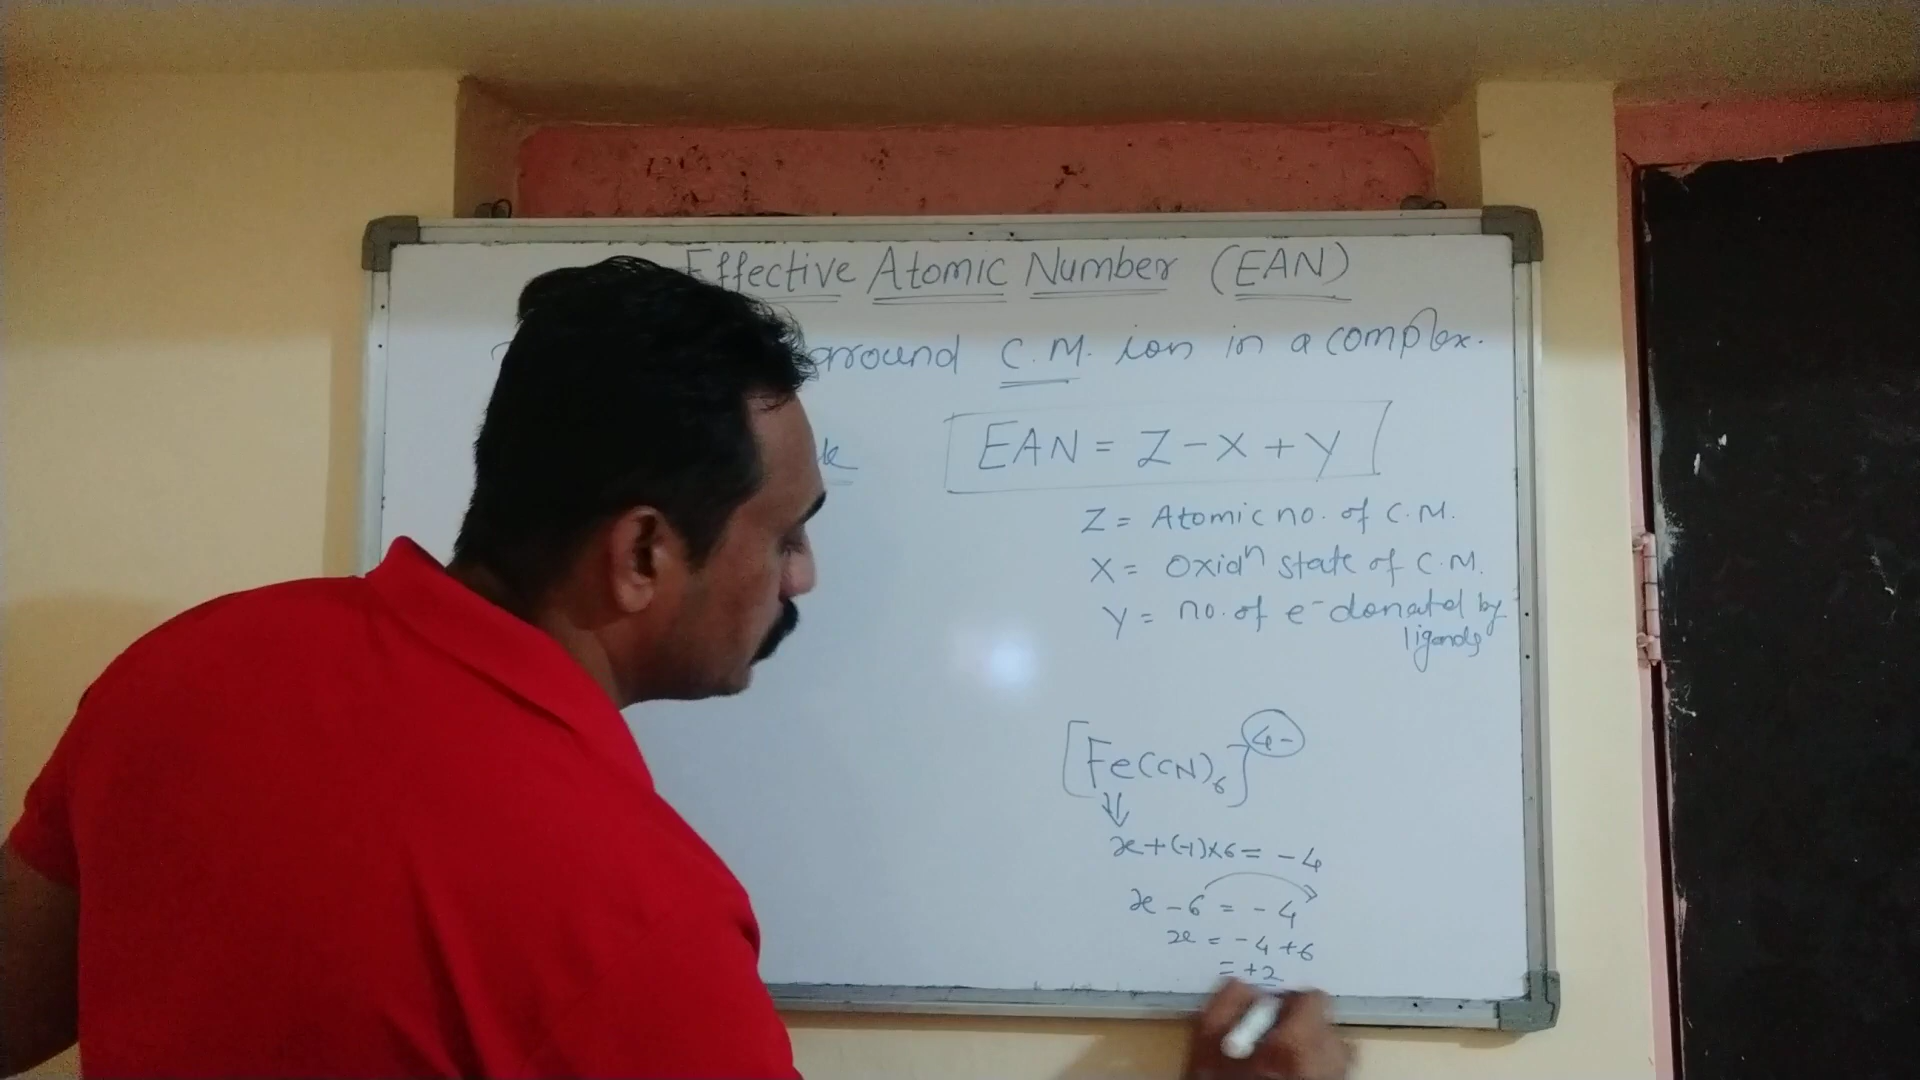 Effective Atomic Number (EAN)
around C.M. ion in a complex.
EAN = Z - X + Y
Z = Atomic no. of C.M.
X = Oxidⁿ state of C.M.
Y = no. of e⁻ donated by
ligands
[Fe(CN)₆]⁴⁻
x+(-1)×6 = -4
x - 6 = - 4
x = -4 +6
= +2